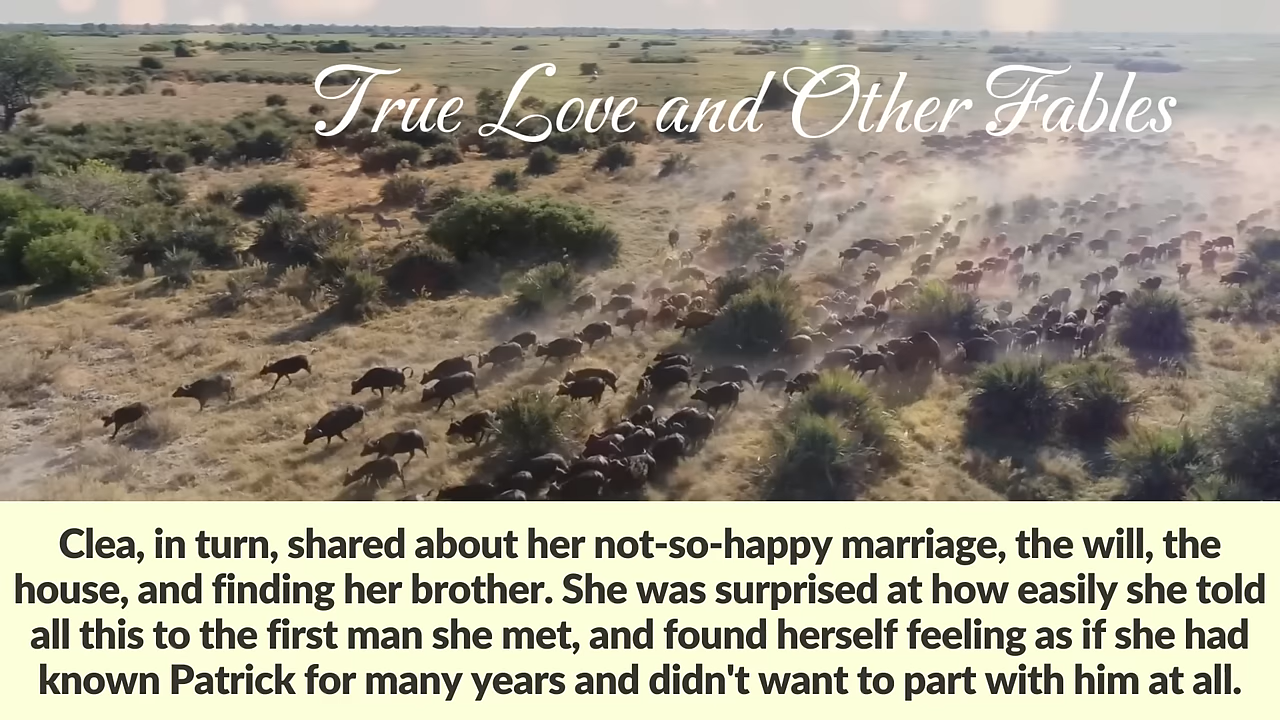 True Love and Other Fables
Clea, in turn, shared about her not-so-happy marriage, the will, the
house, and finding her brother. She was surprised at how easily she told
all this to the first man she met, and found herself feeling as if she had
known Patrick for many years and didn't want to part with him at all.